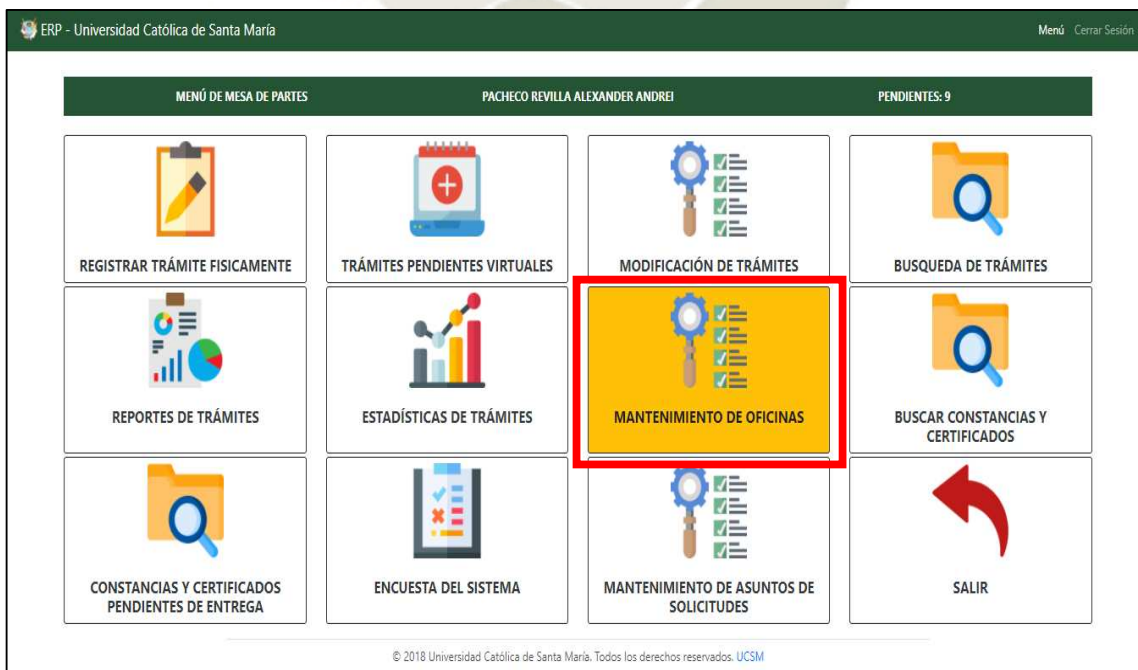 ERP - Universidad Católica de Santa María
Menú Cerrar Sesión
MENÚ DE MESA DE PARTES
PACHECO REVILLA ALEXANDER ANDREI
PENDIENTES: 9
REGISTRAR TRÁMITE FISICAMENTE
TRÁMITES PENDIENTES VIRTUALES
MODIFICACIÓN DE TRÁMITES
BUSQUEDA DE TRÁMITES
REPORTES DE TRÁMITES
ESTADÍSTICAS DE TRÁMITES
MANTENIMIENTO DE OFICINAS
BUSCAR CONSTANCIAS Y
CERTIFICADOS
CONSTANCIAS Y CERTIFICADOS
PENDIENTES DE ENTREGA
ENCUESTA DEL SISTEMA
MANTENIMIENTO DE ASUNTOS DE
SOLICITUDES
SALIR
© 2018 Universidad Católica de Santa María. Todos los derechos reservados. UCSM